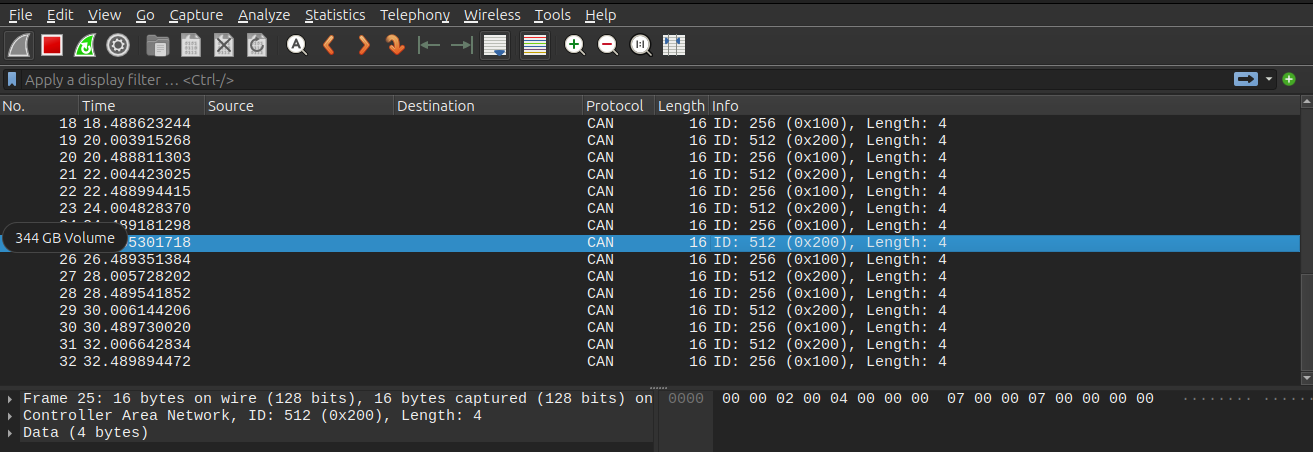 File Edit View Go Capture Analyze Statistics Telephony Wireless Tools Help
Apply a display filter … <Ctrl-/>
No. Time Source Destination Protocol Length Info
18 18.488623244 CAN 16 ID: 256 (0x100), Length: 4
19 20.003915268 CAN 16 ID: 512 (0x200), Length: 4
20 20.488811303 CAN 16 ID: 256 (0x100), Length: 4
21 22.004423025 CAN 16 ID: 512 (0x200), Length: 4
22 22.488994415 CAN 16 ID: 256 (0x100), Length: 4
23 24.004828370 CAN 16 ID: 512 (0x200), Length: 4
489181298 CAN 16 ID: 256 (0x100), Length: 4
344 GB Volume
5301718 CAN 16 ID: 512 (0x200), Length: 4
26 26.489351384 CAN 16 ID: 256 (0x100), Length: 4
27 28.005728202 CAN 16 ID: 512 (0x200), Length: 4
28 28.489541852 CAN 16 ID: 256 (0x100), Length: 4
29 30.006144206 CAN 16 ID: 512 (0x200), Length: 4
30 30.489730020 CAN 16 ID: 256 (0x100), Length: 4
31 32.006642834 CAN 16 ID: 512 (0x200), Length: 4
32 32.489894472 CAN 16 ID: 256 (0x100), Length: 4
Frame 25: 16 bytes on wire (128 bits), 16 bytes captured (128 bits) on
Controller Area Network, ID: 512 (0x200), Length: 4
Data (4 bytes)
0000 00 00 02 00 04 00 00 00 07 00 00 07 00 00 00 00 ········ ······